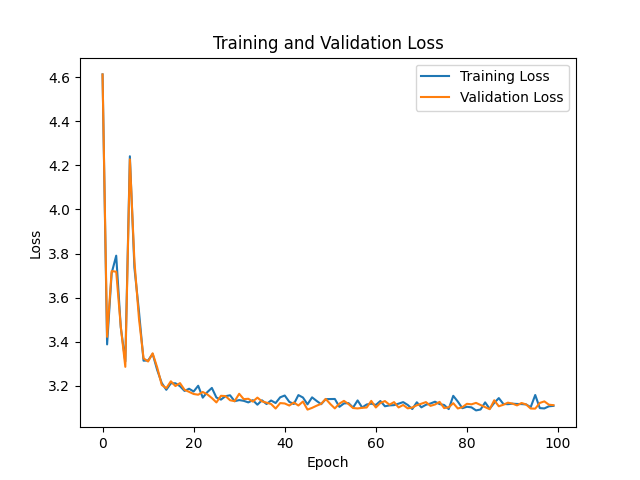 Training and Validation Loss
Training Loss
Validation Loss
4.6
4.4
4.2
4.0
3.8
3.6
3.4
3.2
Loss
0
20
40
60
80
100
Epoch